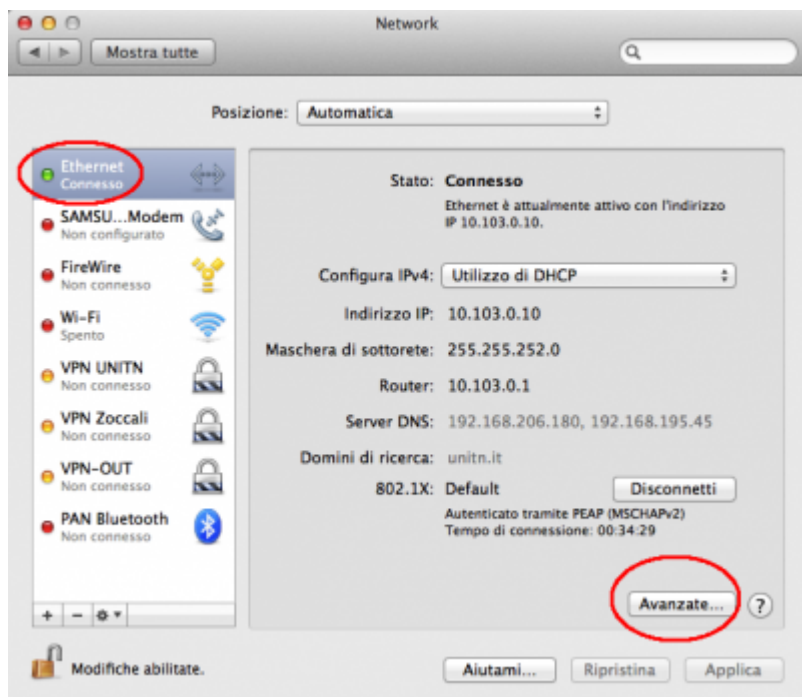 Network
Mostra tutte
Posizione: Automatica
Ethernet
Connesso
SAMSU...Modem
Non configurato
FireWire
Non connesso
Wi-Fi
Spento
VPN UNITN
Non connesso
VPN Zoccali
Non connesso
VPN-OUT
Non connesso
PAN Bluetooth
Non connesso
Stato: Connesso
Ethernet è attualmente attivo con l'indirizzo
IP 10.103.0.10.
Configura IPv4: Utilizzo di DHCP
Indirizzo IP: 10.103.0.10
Maschera di sottorete: 255.255.252.0
Router: 10.103.0.1
Server DNS: 192.168.206.180, 192.168.195.45
Domini di ricerca: unitn.it
802.1X: Default Disconnetti
Autenticato tramite PEAP (MSCHAPv2)
Tempo di connessione: 00:34:29
Avanzate... ?
+ −
Modifiche abilitate.
Aiutami... Ripristina Applica